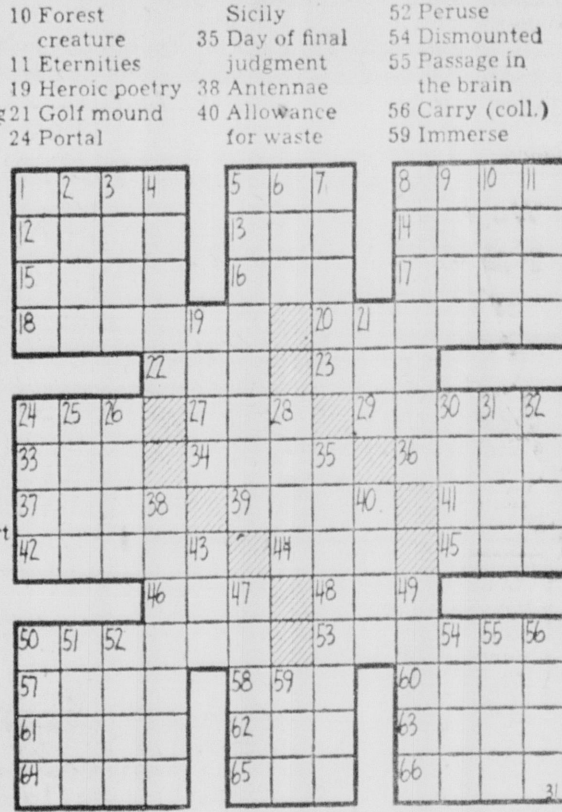 10 Forest
creature
11 Eternities
19 Heroic poetry
21 Golf mound
24 Portal
Sicily
35 Day of final
judgment
38 Antennae
40 Allowance
for waste
52 Peruse
54 Dismounted
55 Passage in
the brain
56 Carry (coll.)
59 Immerse
1 2 3 4 5 6 7 8 9 10 11
12 13 14
15 16 17
18 19 20 21
22 23
24 25 26 27 28 29 30 31 32
33 34 35 36
37 38 39 40 41
42 43 44 45
46 47 48 49
50 51 52 53 54 55 56
57 58 59 60
61 62 63
64 65 66
31